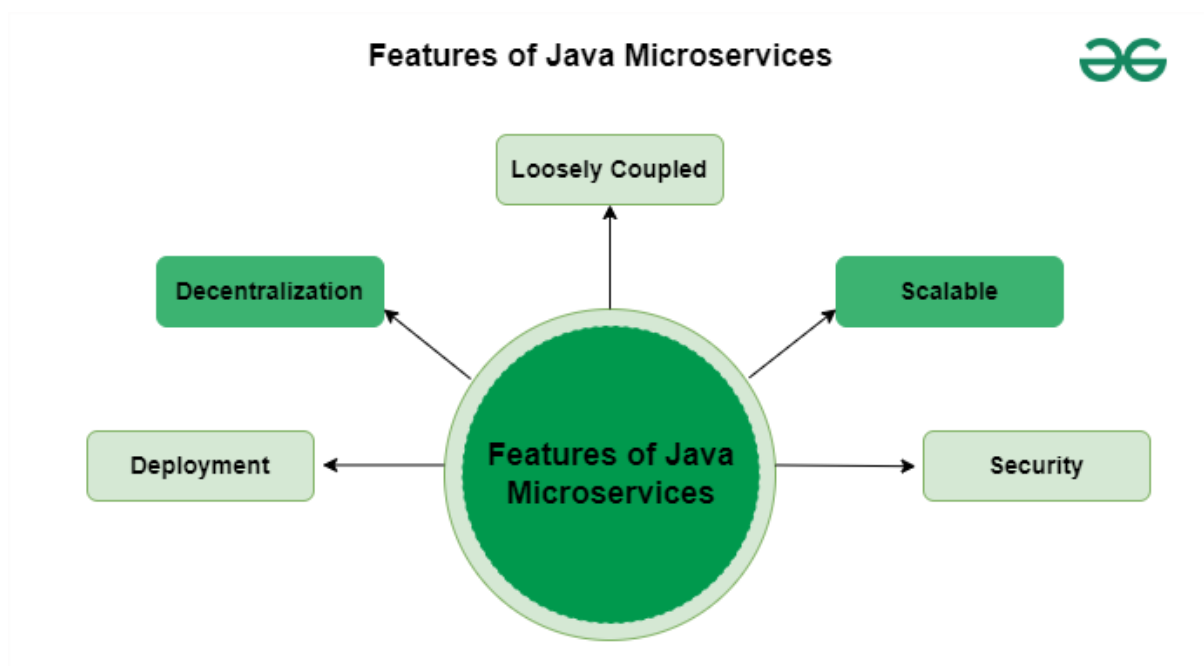 Features of Java Microservices
Loosely Coupled
Decentralization
Scalable
Deployment
Features of Java
Microservices
Security